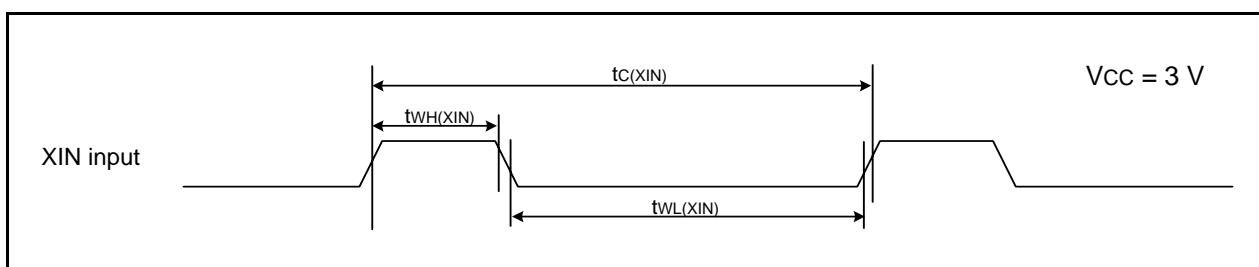 tC(XIN)
VCC = 3 V
tWH(XIN)
XIN input
tWL(XIN)